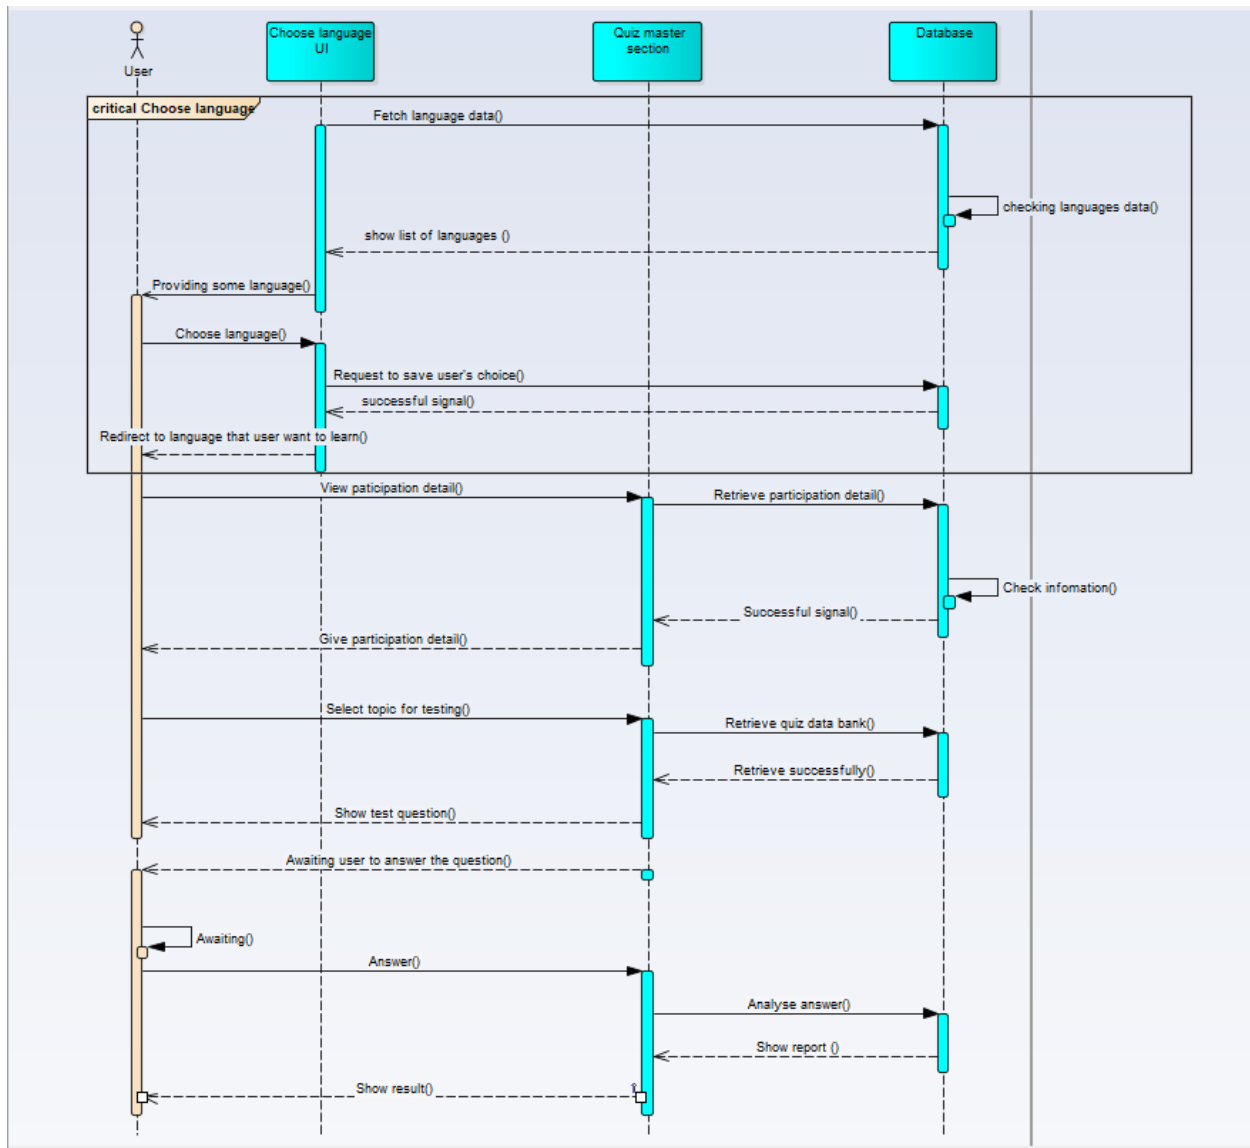 User
Choose language
UI
Quiz master
section
Database
critical Choose language
Fetch language data()
checking languages data()
show list of languages ()
Providing some language()
Choose language()
Request to save user's choice()
successful signal()
Redirect to language that user want to learn()
View paticipation detail()
Retrieve participation detail()
Check infomation()
Successful signal()
Give participation detail()
Select topic for testing()
Retrieve quiz data bank()
Retrieve successfully()
Show test question()
Awaiting user to answer the question()
Awaiting()
Answer()
Analyse answer()
Show report ()
Show result()